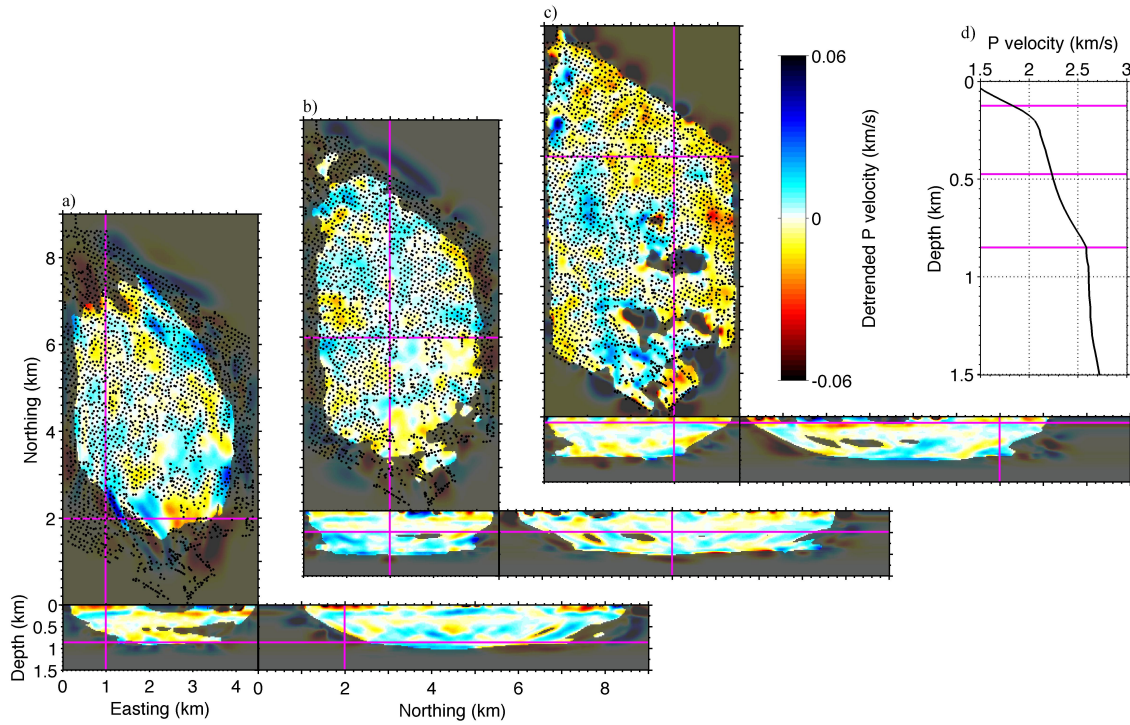 c)
d)
P velocity (km/s)
1.5 2 2.5 3
0
0.5
1
1.5
Depth (km)
0.06
0
-0.06
Detrended P velocity (km/s)
b)
a)
8
6
4
2
Northing (km)
0
0.5
1
1.5
Depth (km)
0 1 2 3 4 0 2 4 6 8
Easting (km)
Northing (km)